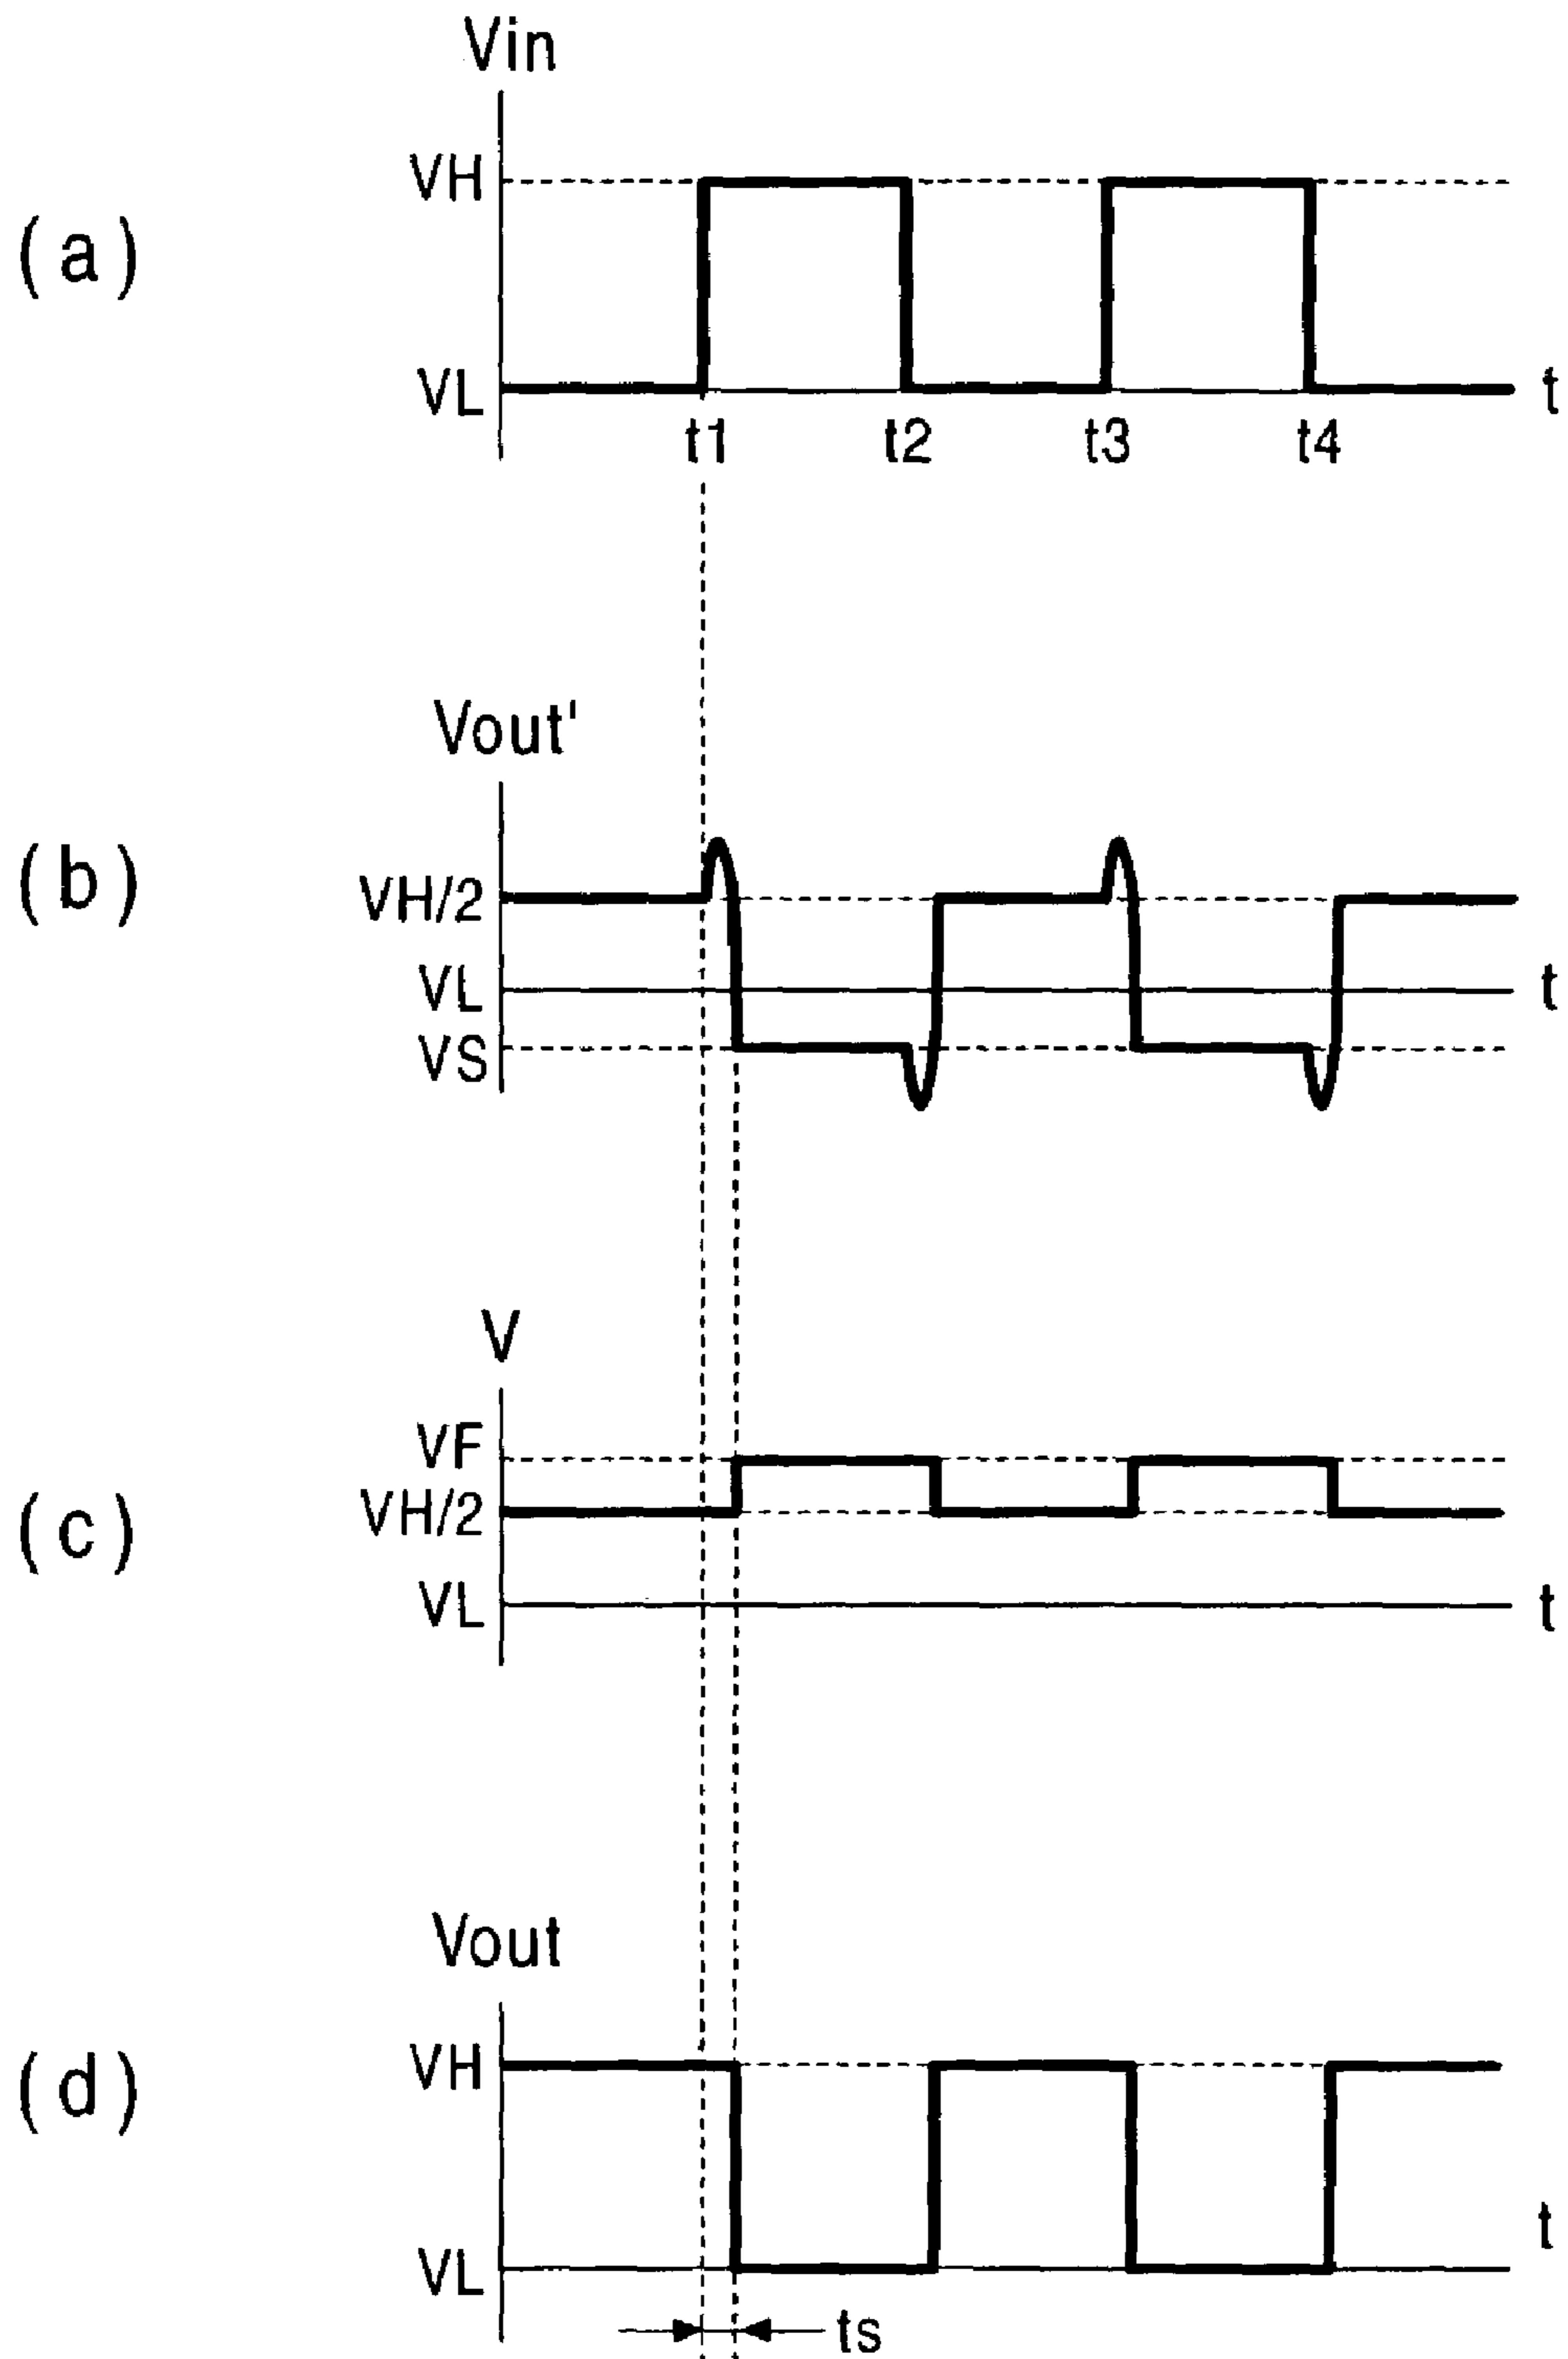 Vin
VH
(a)
VL
t
t1 t2 t3 t4
Vout'
(b)
VH/2
VL
t
VS
V
VF
VH/2
(c)
VL
t
Vout
VH
(d)
t
VL
ts